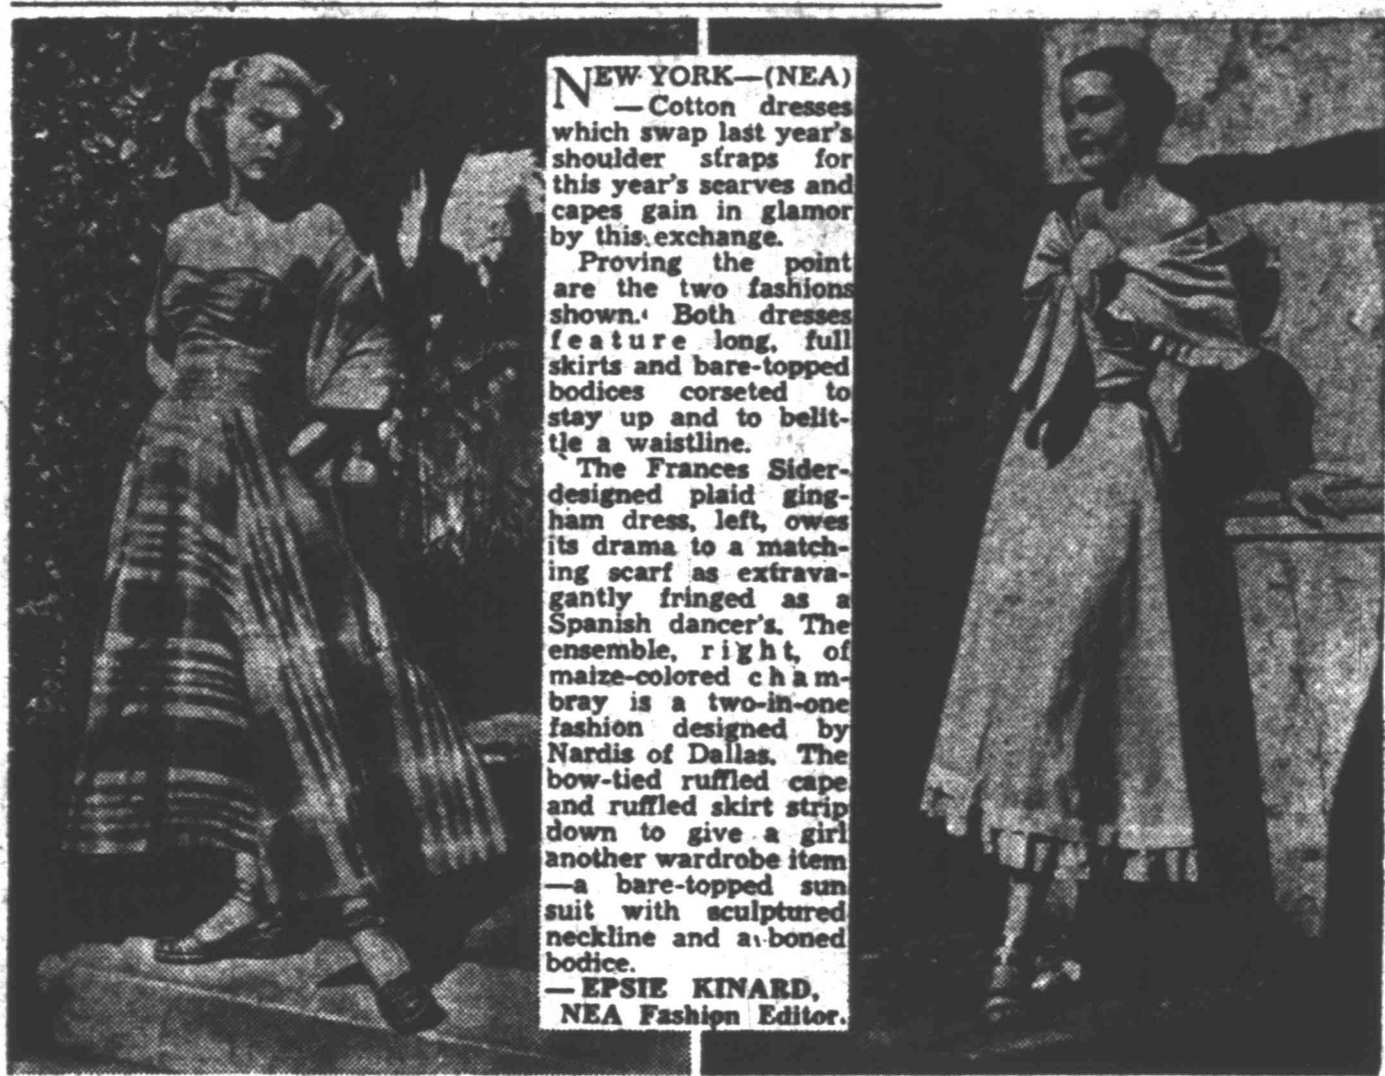 NEW YORK—(NEA)
—Cotton dresses
which swap last year's
shoulder straps for
this year's scarves and
capes gain in glamor
by this exchange.
Proving the point
are the two fashions
shown. Both dresses
feature long, full
skirts and bare-topped
bodices corseted to
stay up and to belit-
tle a waistline.
The Frances Sider-
designed plaid ging-
ham dress, left, owes
its drama to a match-
ing scarf as extrava-
gantly fringed as a
Spanish dancer's. The
ensemble, right, of
maize-colored cham-
bray is a two-in-one
fashion designed by
Nardis of Dallas. The
bow-tied ruffled cape
and ruffled skirt strip
down to give a girl
another wardrobe item
—a bare-topped sun
suit with sculptured
neckline and a boned
bodice.
—EPSIE KINARD,
NEA Fashion Editor.